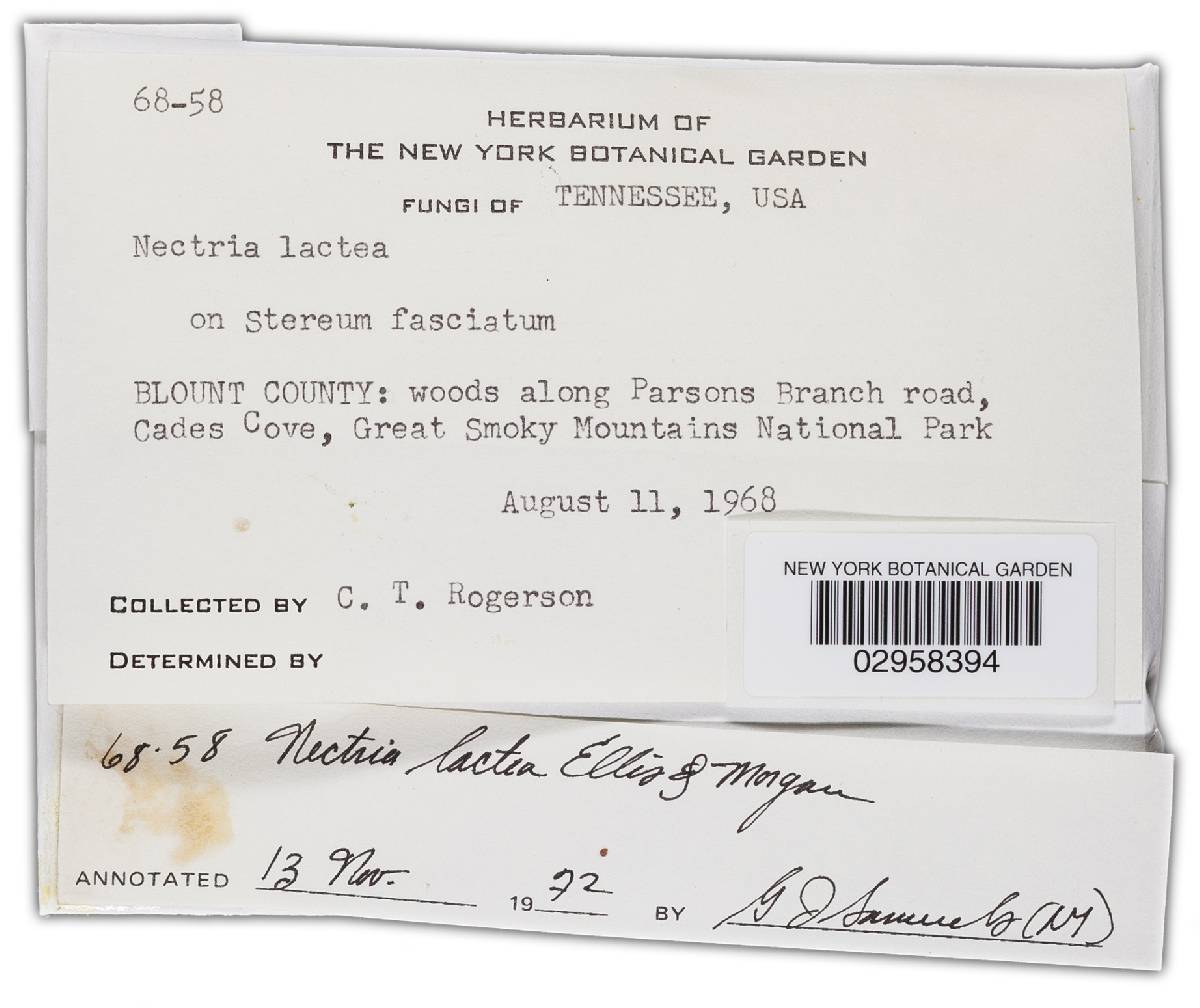 68-58
HERBARIUM OF
THE NEW YORK BOTANICAL GARDEN
FUNGI OF TENNESSEE, USA
Nectria lactea
on Stereum fasciatum
BLOUNT COUNTY: woods along Parsons Branch road,
Cades Cove, Great Smoky Mountains National Park
August 11, 1968
COLLECTED BY C. T. Rogerson
DETERMINED BY
NEW YORK BOTANICAL GARDEN
02958394
68-58 Nectria lactea Ellis & Morgan
ANNOTATED 13 Nov. 1972 BY G J Samuels (NY)